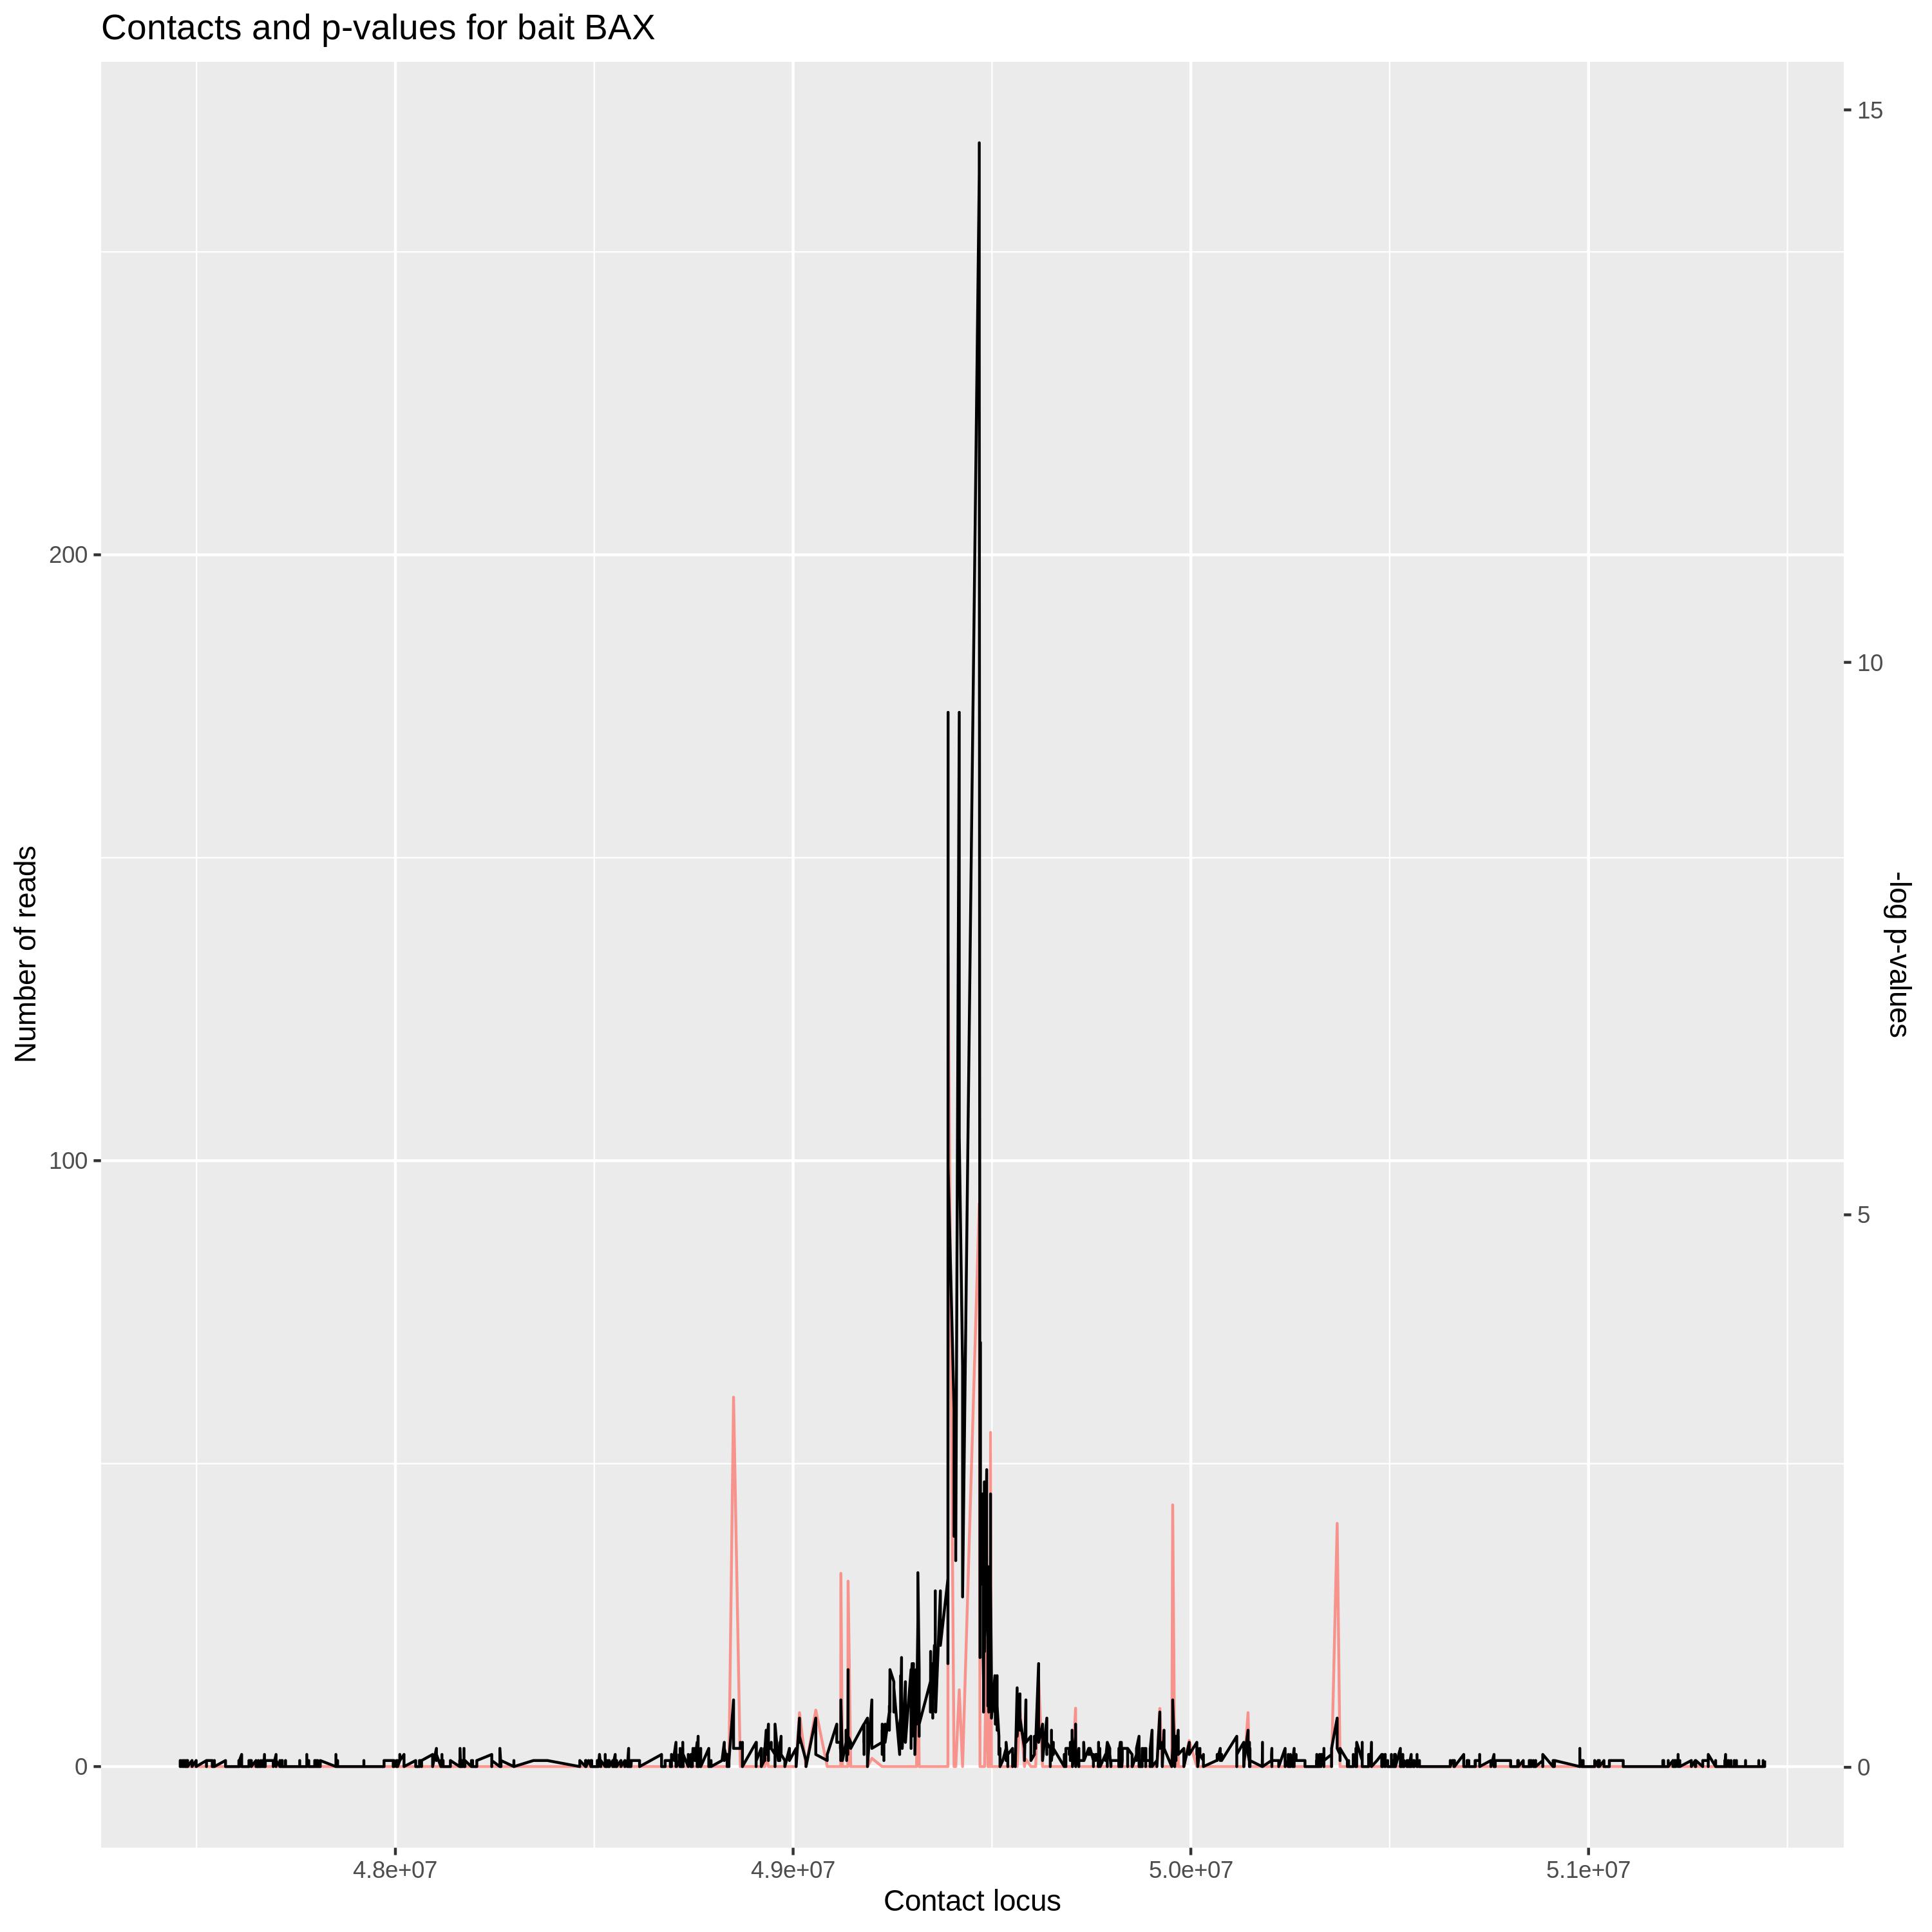 Contacts and p-values for bait BAX
15
200
10
Number of reads
-log p-values
100
5
0
0
4.8e+07
4.9e+07
5.0e+07
5.1e+07
Contact locus